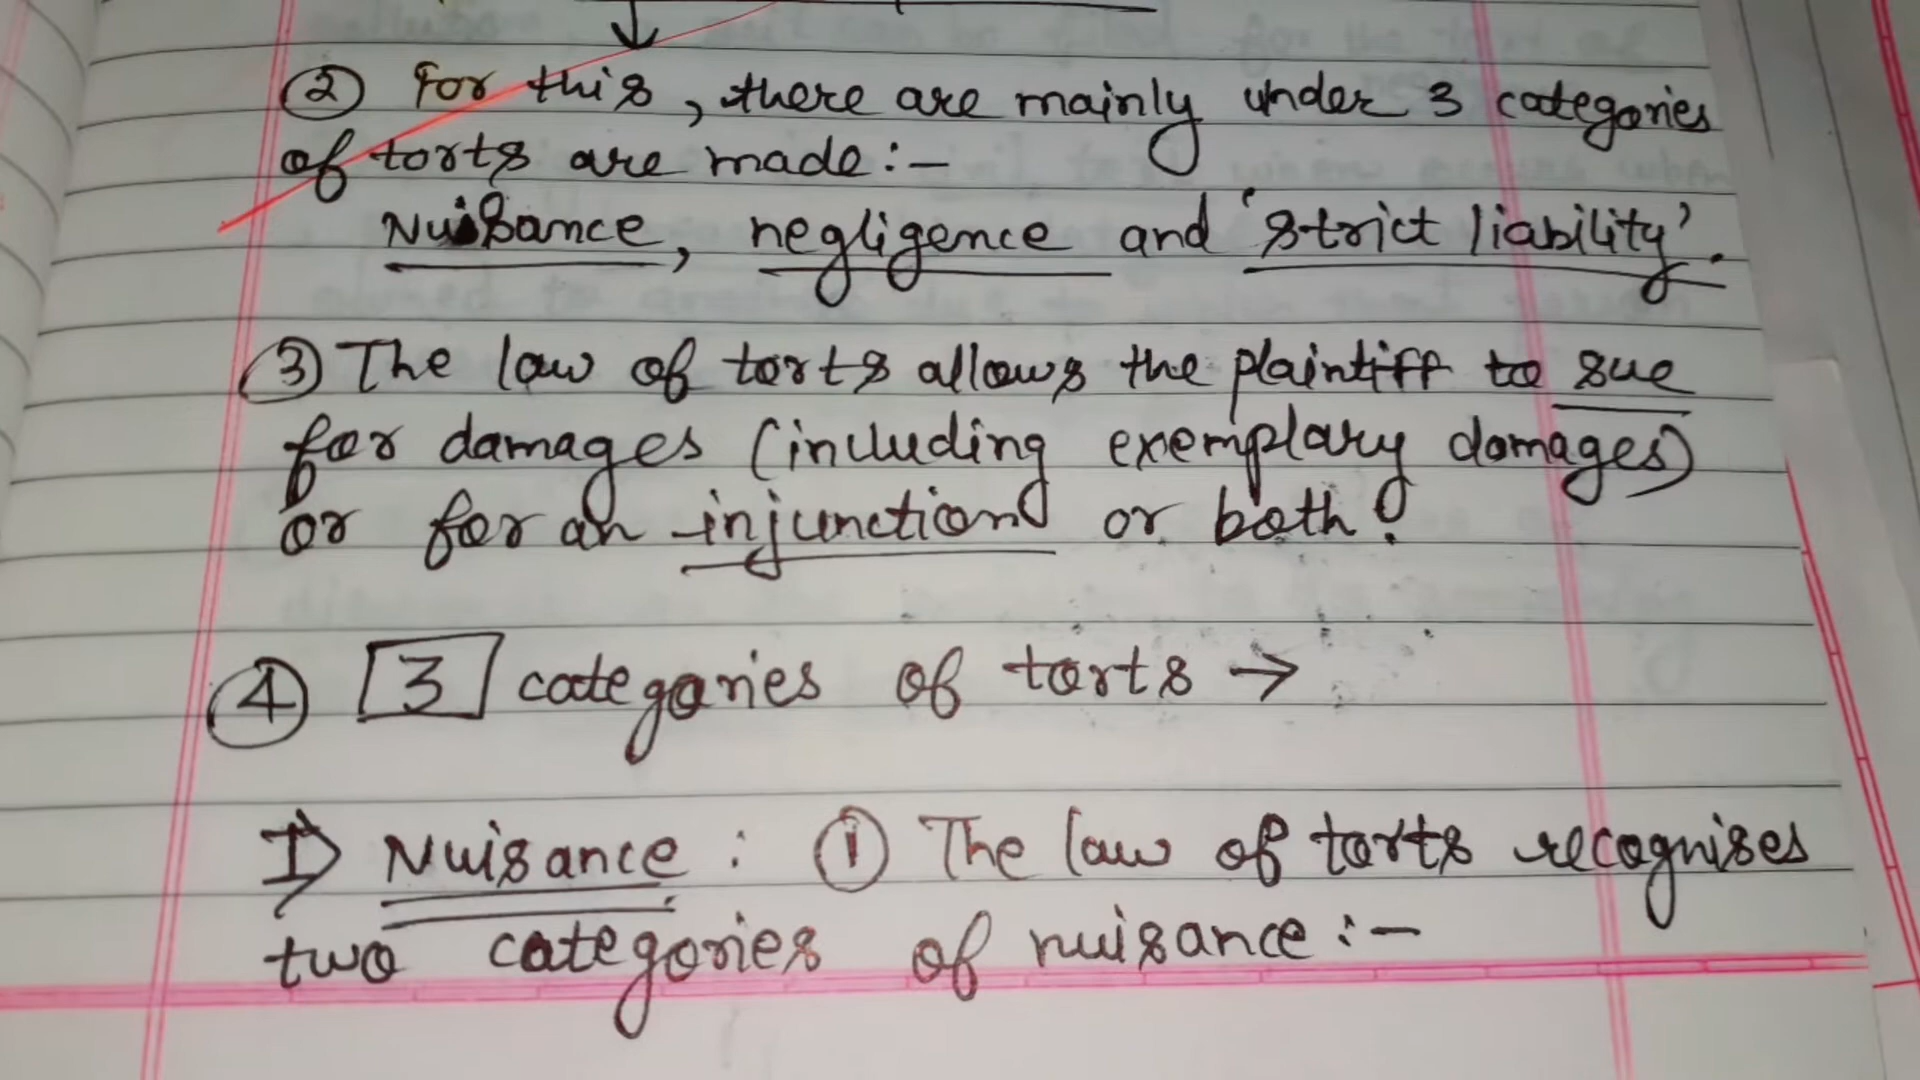 ② For this, there are mainly under 3 categories
of torts are made:-
Nuisance, negligence and 'strict liability'.
③ The law of torts allows the plaintiff to sue
for damages (including exemplary damages)
or for an injunction or both.
④ 3 categories of torts →
I) Nuisance: ① The law of torts recognises
two categories of nuisance:-